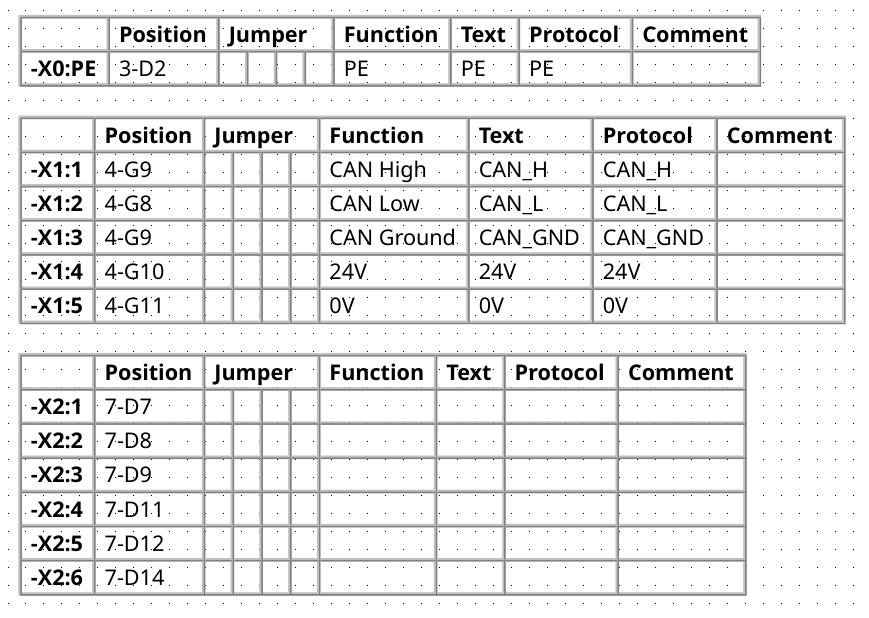 Position Jumper Function Text Protocol Comment
-X0:PE 3-D2 PE PE PE
Position Jumper Function Text Protocol Comment
-X1:1 4-G9 CAN High CAN_H CAN_H
-X1:2 4-G8 CAN Low CAN_L CAN_L
-X1:3 4-G9 CAN Ground CAN_GND CAN_GND
-X1:4 4-G10 24V 24V 24V
-X1:5 4-G11 0V 0V 0V
Position Jumper Function Text Protocol Comment
-X2:1 7-D7
-X2:2 7-D8
-X2:3 7-D9
-X2:4 7-D11
-X2:5 7-D12
-X2:6 7-D14